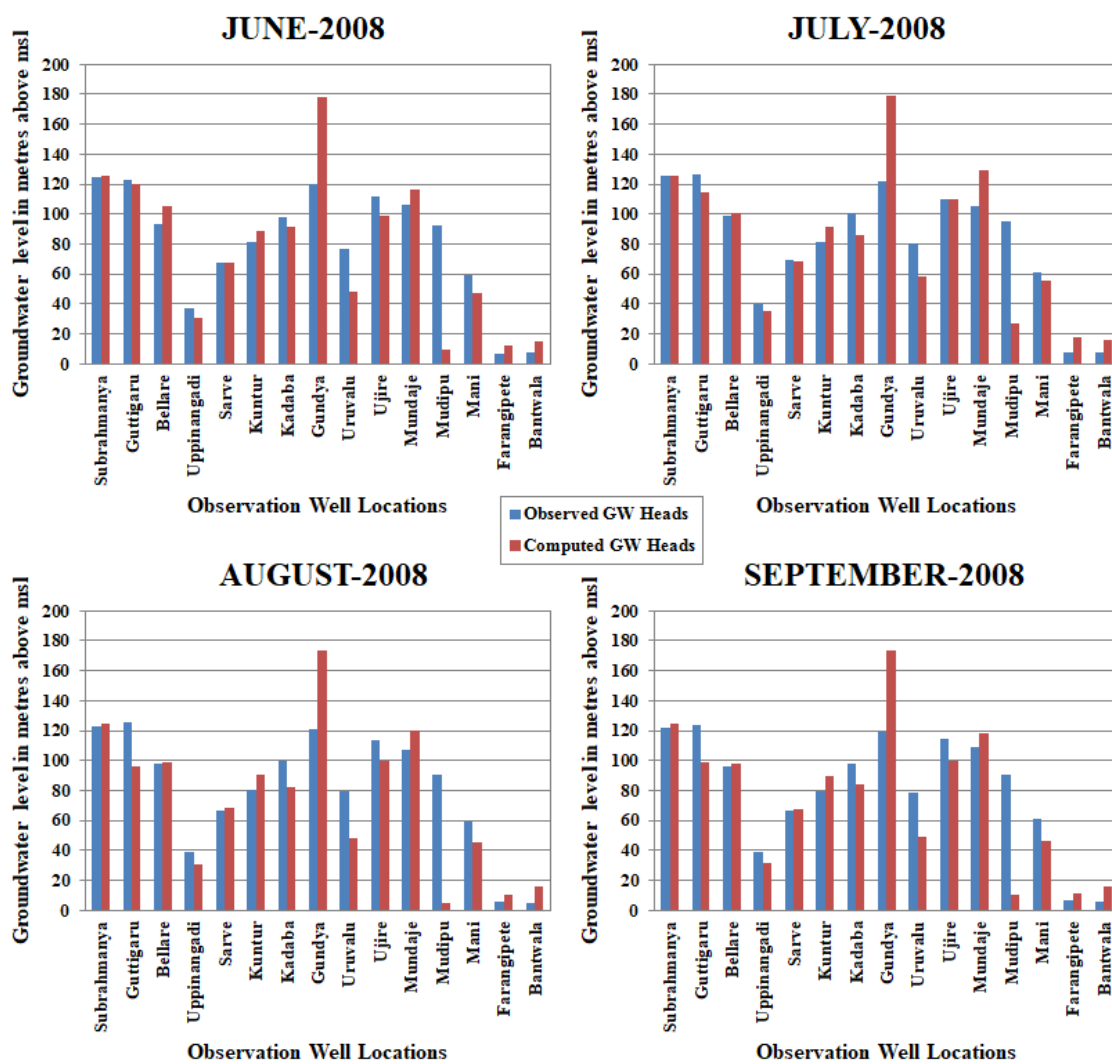 JUNE-2008
Groundwater level in metres above msl
200
180
160
140
120
100
80
60
40
20
0
Subrahmanya
Guttigaru
Bellare
Uppinangadi
Sarve
Kuntur
Kadaba
Gundya
Uruvalu
Ujire
Mundaje
Mudipu
Mani
Farangipete
Bantwala
Observation Well Locations
JULY-2008
Groundwater level in metres above msl
200
180
160
140
120
100
80
60
40
20
0
Subrahmanya
Guttigaru
Bellare
Uppinangadi
Sarve
Kuntur
Kadaba
Gundya
Uruvalu
Ujire
Mundaje
Mudipu
Mani
Farangipete
Bantwala
Observation Well Locations
Observed GW Heads
Computed GW Heads
AUGUST-2008
Groundwater level in metres above msl
200
180
160
140
120
100
80
60
40
20
0
Subrahmanya
Guttigaru
Bellare
Uppinangadi
Sarve
Kuntur
Kadaba
Gundya
Uruvalu
Ujire
Mundaje
Mudipu
Mani
Farangipete
Bantwala
Observation Well Locations
SEPTEMBER-2008
Groundwater level in metres above msl
200
180
160
140
120
100
80
60
40
20
0
Subrahmanya
Guttigaru
Bellare
Uppinangadi
Sarve
Kuntur
Kadaba
Gundya
Uruvalu
Ujire
Mundaje
Mudipu
Mani
Farangipete
Bantwala
Observation Well Locations